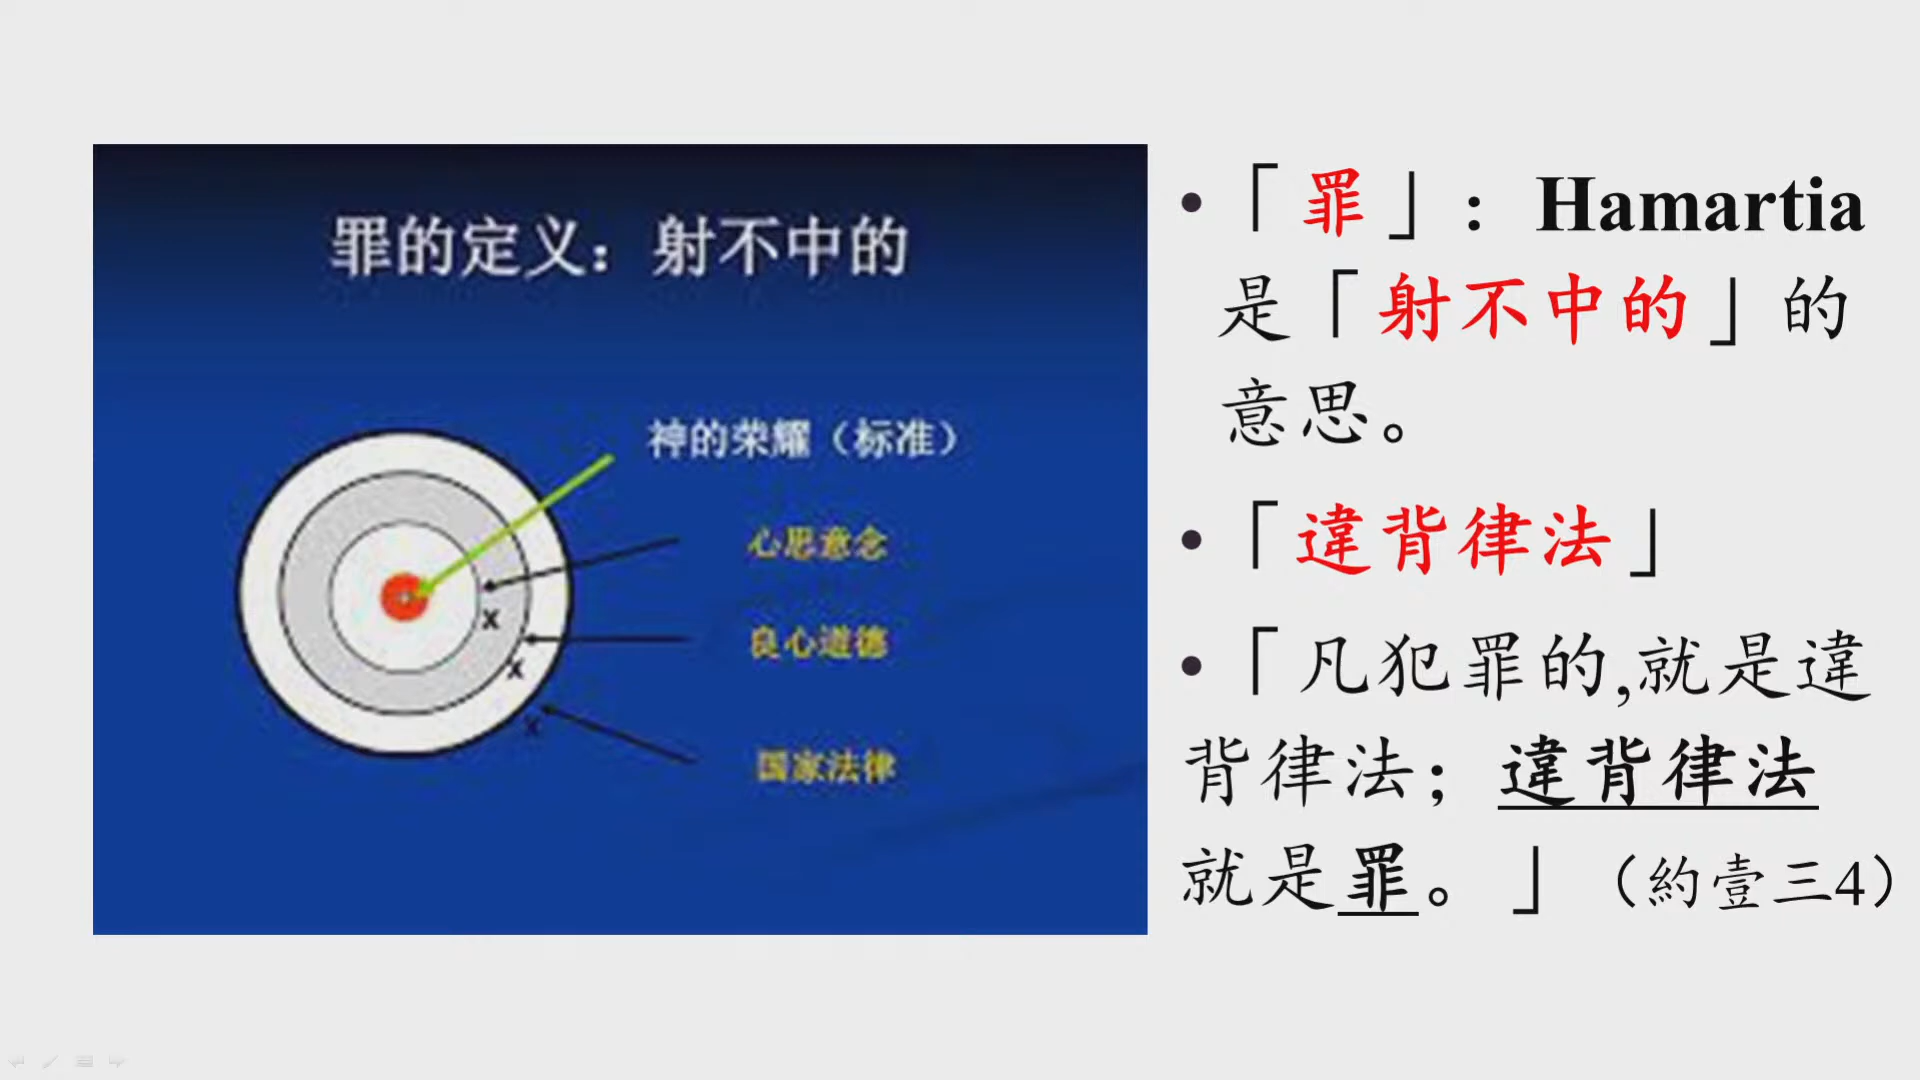 罪的定义：射不中的
神的荣耀（标准）
心思意念
良心道德
国家法律
x
x
x
•「罪」：Hamartia
是「射不中的」的
意思。
•「違背律法」
•「凡犯罪的,就是違
背律法；違背律法
就是罪。」（約壹三4）